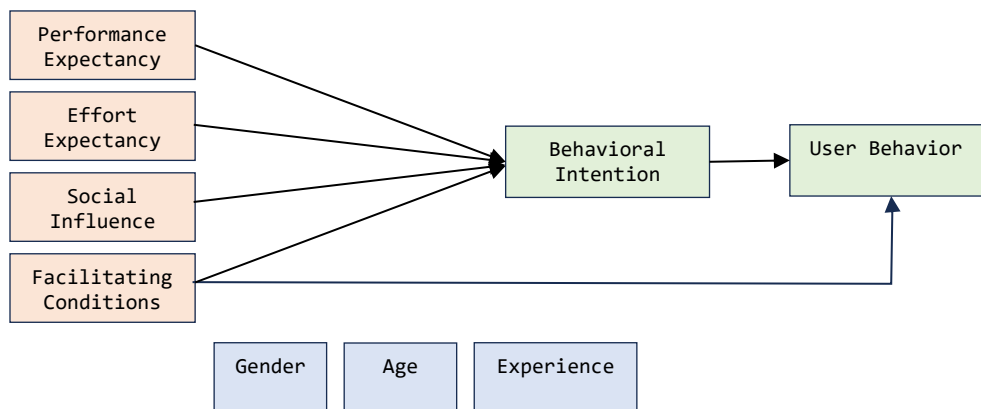 Performance
Expectancy
Effort
Expectancy
Social
Influence
Facilitating
Conditions
Behavioral
Intention
User Behavior
Gender
Age
Experience